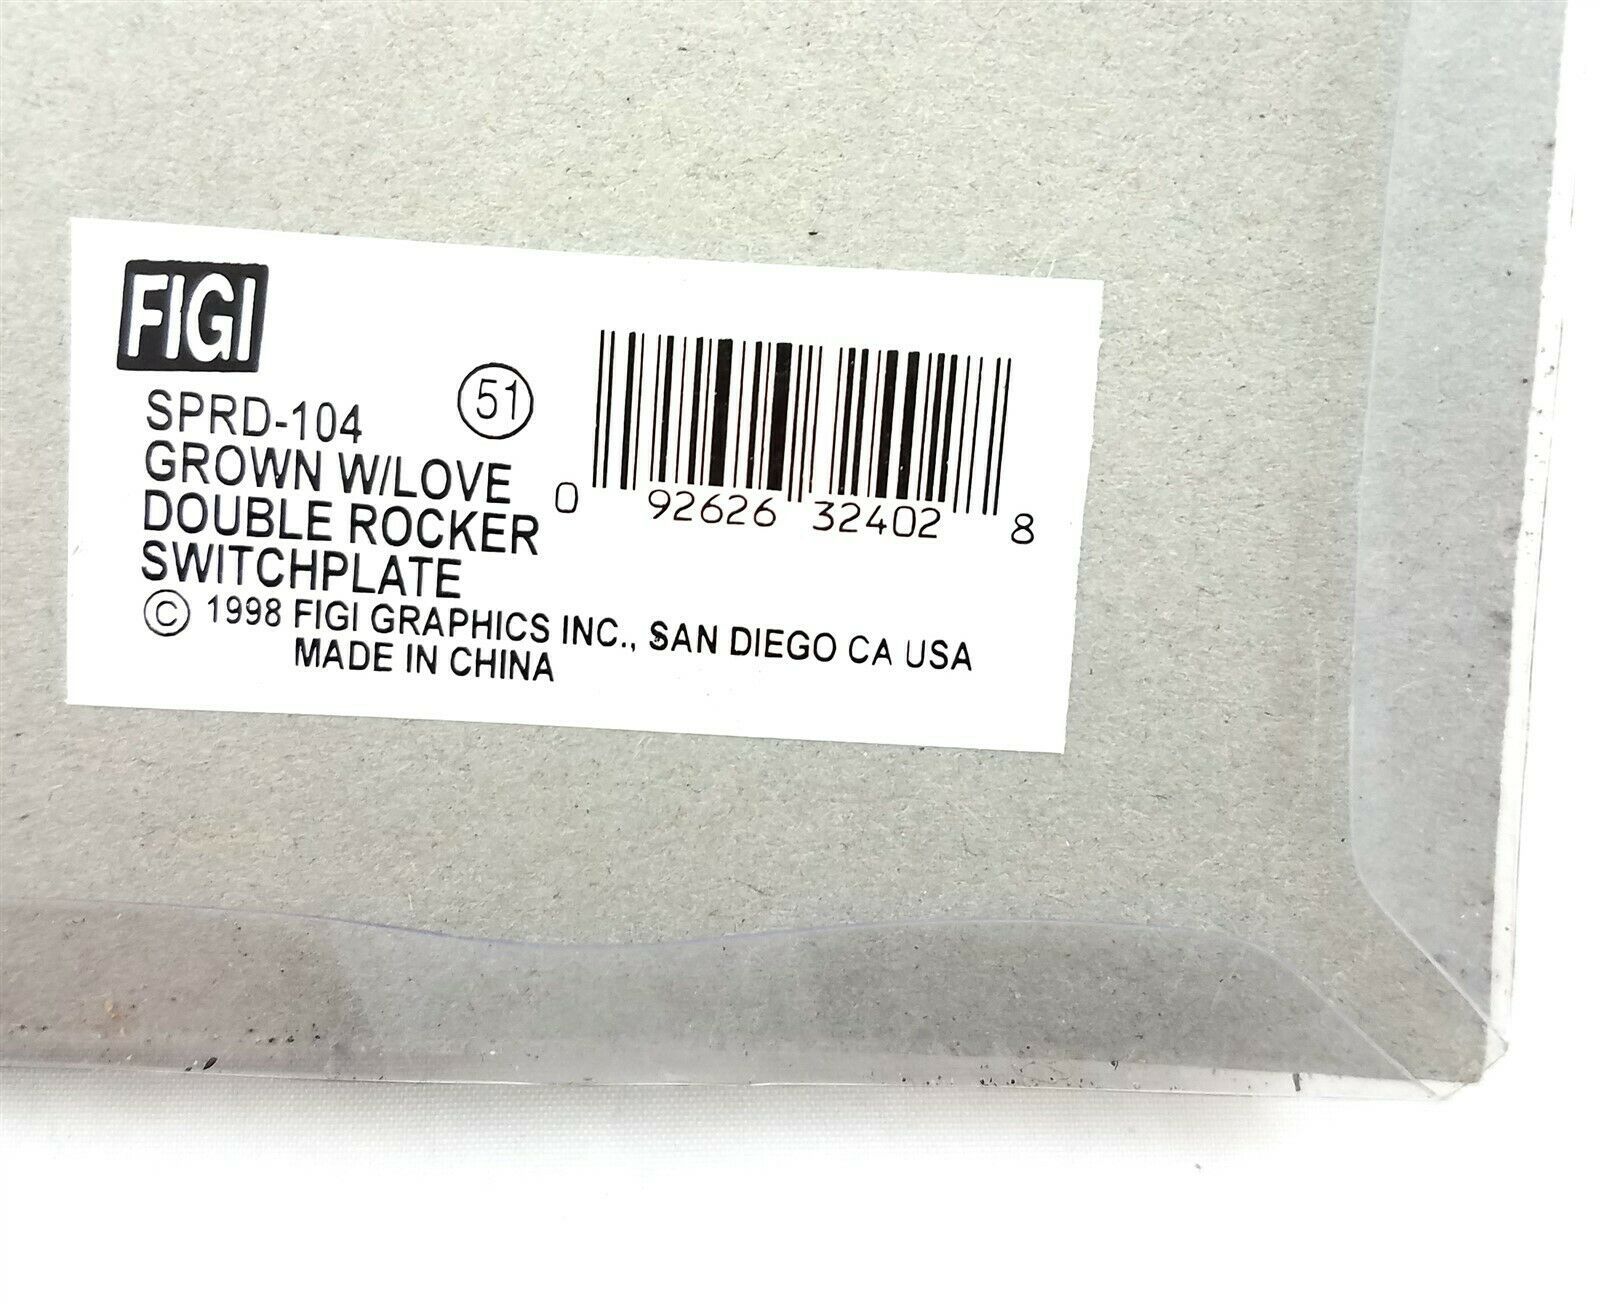 FIGI
SPRD-104
51
GROWN W/LOVE
DOUBLE ROCKER
SWITCHPLATE
© 1998 FIGI GRAPHICS INC., SAN DIEGO CA USA
MADE IN CHINA
0 92626 32402 8